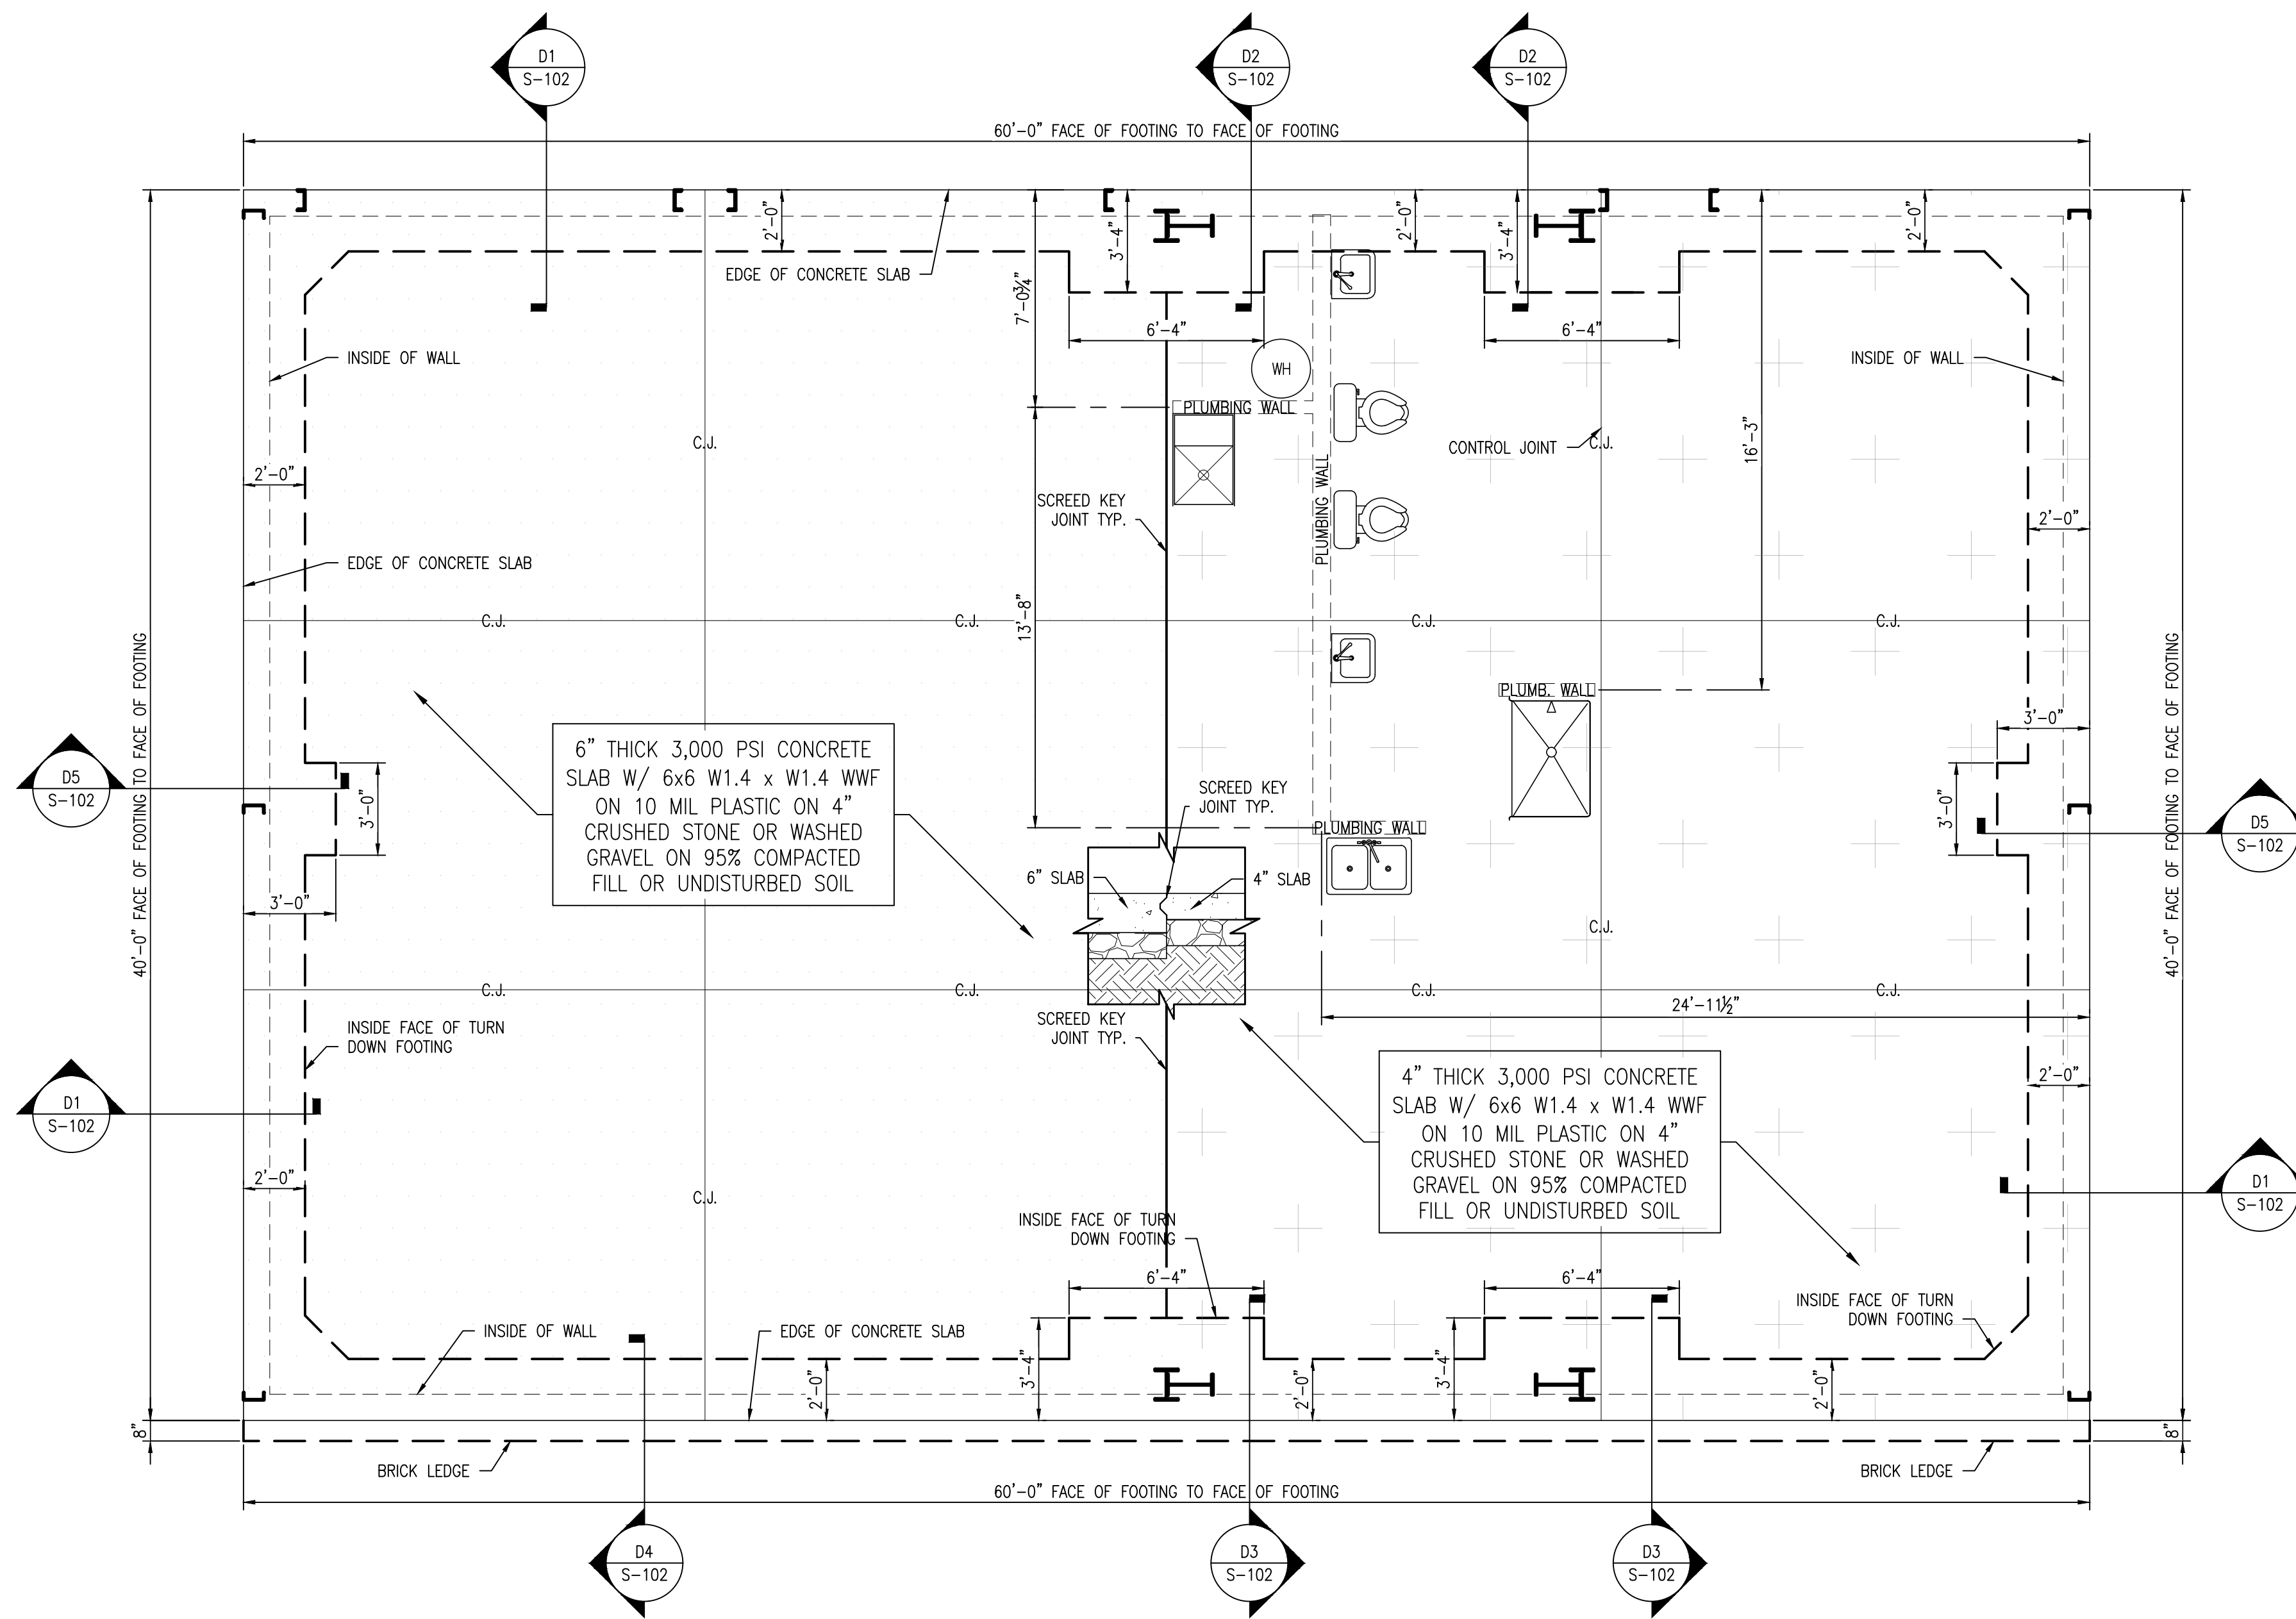 D1
S-102
D2
S-102
D2
S-102
60'-0" FACE OF FOOTING TO FACE OF FOOTING
2'-0"
3'-4"
2'-0"
3'-4"
2'-0"
EDGE OF CONCRETE SLAB
7'-0¾"
6'-4"
6'-4"
INSIDE OF WALL
WH
INSIDE OF WALL
PLUMBING WALL
C.J.
CONTROL JOINT
C.J.
16'-3"
2'-0"
SCREED KEY
JOINT TYP.
PLUMBING WALL
2'-0"
EDGE OF CONCRETE SLAB
13'-8"
C.J.
C.J.
C.J.
C.J.
40'-0" FACE OF FOOTING TO FACE OF FOOTING
40'-0" FACE OF FOOTING TO FACE OF FOOTING
PLUMB. WALL
3'-0"
6" THICK 3,000 PSI CONCRETE
SLAB W/ 6x6 W1.4 x W1.4 WWF
ON 10 MIL PLASTIC ON 4"
CRUSHED STONE OR WASHED
GRAVEL ON 95% COMPACTED
FILL OR UNDISTURBED SOIL
D5
S-102
3'-0"
SCREED KEY
JOINT TYP.
3'-0"
D5
S-102
PLUMBING WALL
6" SLAB
4" SLAB
3'-0"
C.J.
C.J.
C.J.
C.J.
C.J.
24'-11½"
SCREED KEY
JOINT TYP.
INSIDE FACE OF TURN
DOWN FOOTING
2'-0"
4" THICK 3,000 PSI CONCRETE
SLAB W/ 6x6 W1.4 x W1.4 WWF
ON 10 MIL PLASTIC ON 4"
CRUSHED STONE OR WASHED
GRAVEL ON 95% COMPACTED
FILL OR UNDISTURBED SOIL
D1
S-102
2'-0"
C.J.
D1
S-102
INSIDE FACE OF TURN
DOWN FOOTING
6'-4"
6'-4"
INSIDE FACE OF TURN
DOWN FOOTING
INSIDE OF WALL
EDGE OF CONCRETE SLAB
2'-0"
3'-4"
2'-0"
3'-4"
2'-0"
8"
8"
BRICK LEDGE
BRICK LEDGE
60'-0" FACE OF FOOTING TO FACE OF FOOTING
D4
S-102
D3
S-102
D3
S-102